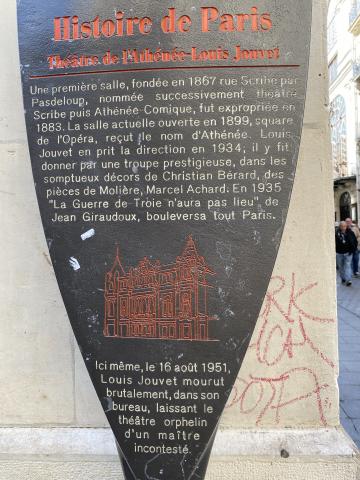 Histoire de Paris
Théâtre de l'Athénée-Louis Jouvet
Une première salle, fondée en 1867 rue Scribe par
Pasdeloup, nommée successivement théâtre
Scribe puis Athénée-Comique, fut expropriée en
1883. La salle actuelle ouverte en 1899, square
de l'Opéra, reçut le nom d'Athénée. Louis
Jouvet en prit la direction en 1934; il y fit
donner par une troupe prestigieuse, dans les
somptueux décors de Christian Bérard, des
pièces de Molière, Marcel Achard. En 1935
"La Guerre de Troie n'aura pas lieu", de
Jean Giraudoux, bouleversa tout Paris.
Ici même, le 16 août 1951,
Louis Jouvet mourut
brutalement, dans son
bureau, laissant le
théâtre orphelin
d'un maître
incontesté.